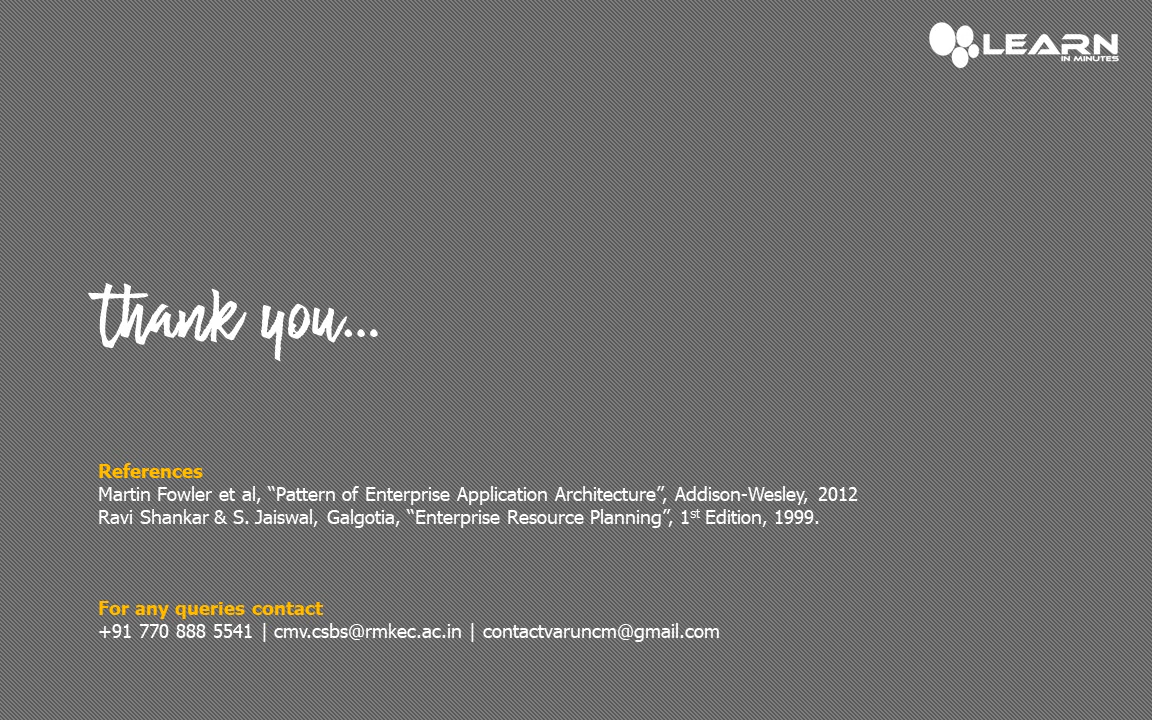 LEARN
IN MINUTES
thank you...
References
Martin Fowler et al, “Pattern of Enterprise Application Architecture”, Addison-Wesley, 2012
Ravi Shankar & S. Jaiswal, Galgotia, “Enterprise Resource Planning”, 1st Edition, 1999.
For any queries contact
+91 770 888 5541 | cmv.csbs@rmkec.ac.in | contactvaruncm@gmail.com